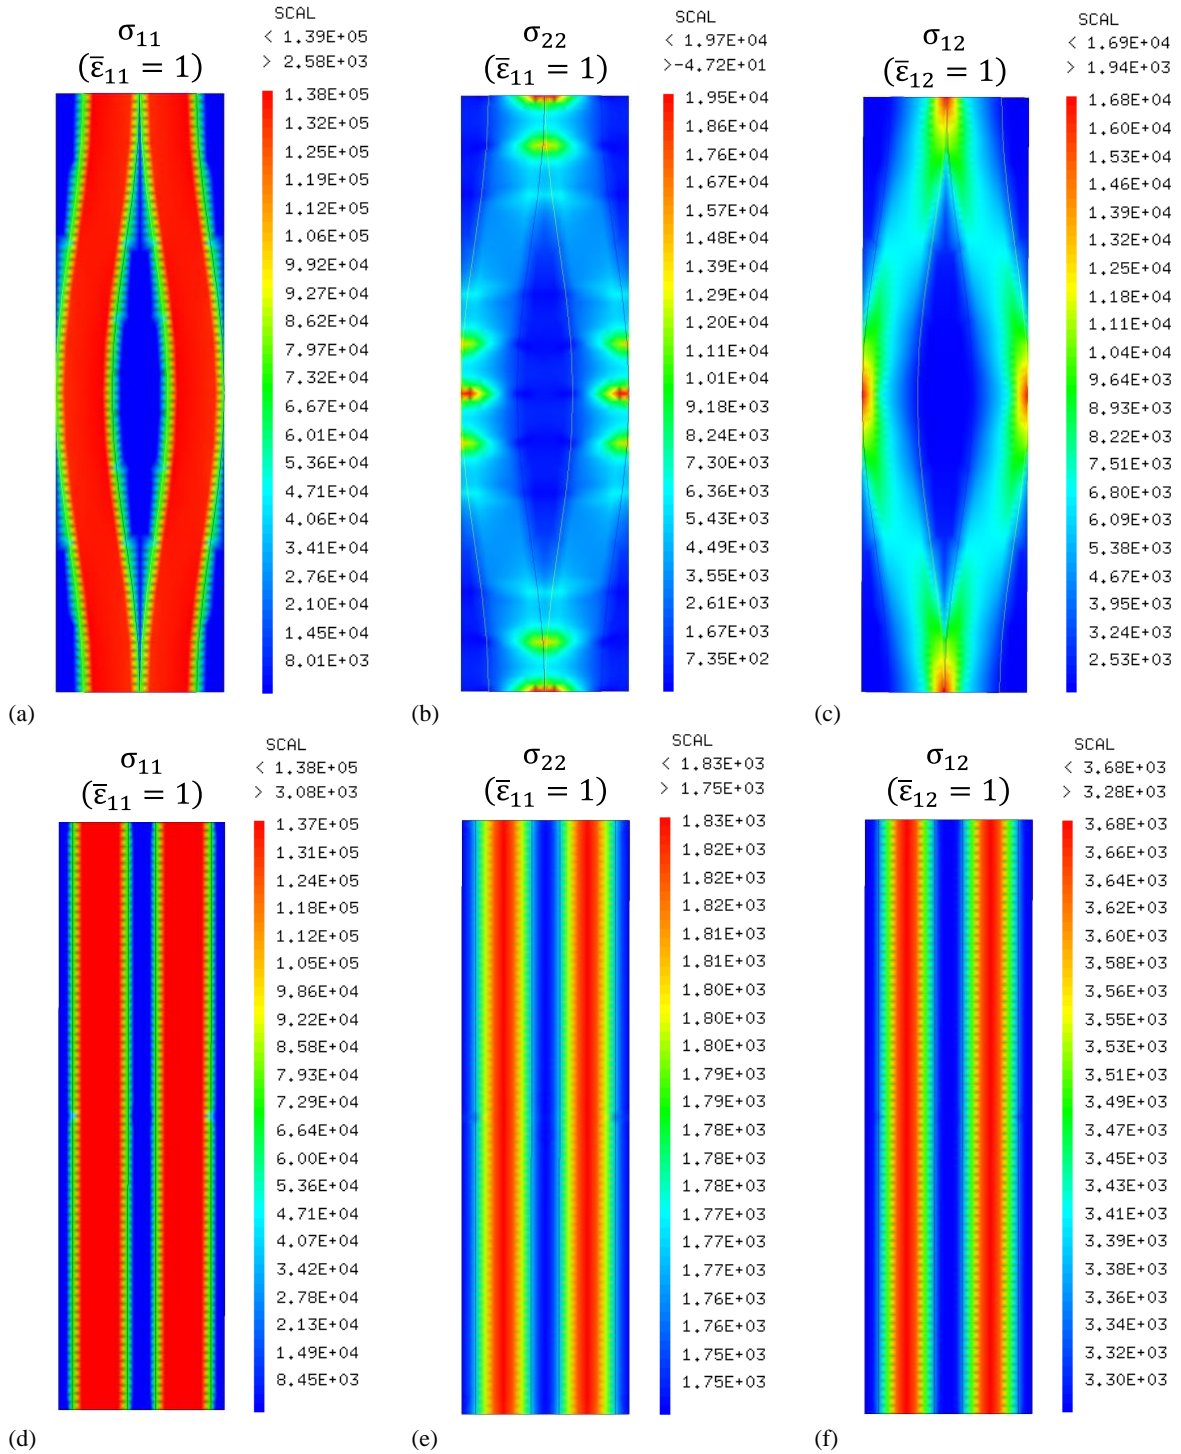 σ11
(ε̅11 = 1)
SCAL
< 1.39E+05
> 2.58E+03
1.38E+05
1.32E+05
1.25E+05
1.19E+05
1.12E+05
1.06E+05
9.92E+04
9.27E+04
8.62E+04
7.97E+04
7.32E+04
6.67E+04
6.01E+04
5.36E+04
4.71E+04
4.06E+04
3.41E+04
2.76E+04
2.10E+04
1.45E+04
8.01E+03
(a)
σ22
(ε̅11 = 1)
SCAL
< 1.97E+04
>-4.72E+01
1.95E+04
1.86E+04
1.76E+04
1.67E+04
1.57E+04
1.48E+04
1.39E+04
1.29E+04
1.20E+04
1.11E+04
1.01E+04
9.18E+03
8.24E+03
7.30E+03
6.36E+03
5.43E+03
4.49E+03
3.55E+03
2.61E+03
1.67E+03
7.35E+02
(b)
σ12
(ε̅12 = 1)
SCAL
< 1.69E+04
> 1.94E+03
1.68E+04
1.60E+04
1.53E+04
1.46E+04
1.39E+04
1.32E+04
1.25E+04
1.18E+04
1.11E+04
1.04E+04
9.64E+03
8.93E+03
8.22E+03
7.51E+03
6.80E+03
6.09E+03
5.38E+03
4.67E+03
3.95E+03
3.24E+03
2.53E+03
(c)
σ11
(ε̅11 = 1)
SCAL
< 1.38E+05
> 3.08E+03
1.37E+05
1.31E+05
1.24E+05
1.18E+05
1.12E+05
1.05E+05
9.86E+04
9.22E+04
8.58E+04
7.93E+04
7.29E+04
6.64E+04
6.00E+04
5.36E+04
4.71E+04
4.07E+04
3.42E+04
2.78E+04
2.13E+04
1.49E+04
8.45E+03
(d)
σ22
(ε̅11 = 1)
SCAL
< 1.83E+03
> 1.75E+03
1.83E+03
1.82E+03
1.82E+03
1.82E+03
1.81E+03
1.81E+03
1.80E+03
1.80E+03
1.80E+03
1.79E+03
1.79E+03
1.78E+03
1.78E+03
1.78E+03
1.77E+03
1.77E+03
1.77E+03
1.76E+03
1.76E+03
1.75E+03
1.75E+03
(e)
σ12
(ε̅12 = 1)
SCAL
< 3.68E+03
> 3.28E+03
3.68E+03
3.66E+03
3.64E+03
3.62E+03
3.60E+03
3.58E+03
3.56E+03
3.55E+03
3.53E+03
3.51E+03
3.49E+03
3.47E+03
3.45E+03
3.43E+03
3.41E+03
3.39E+03
3.38E+03
3.36E+03
3.34E+03
3.32E+03
3.30E+03
(f)